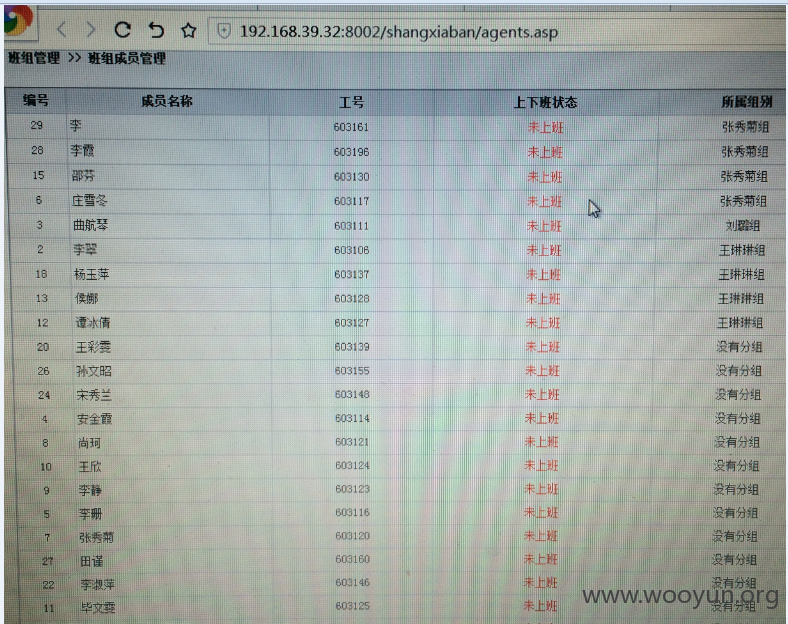 192.168.39.32:8002/shangxiaban/agents.asp
班组管理 >> 班组成员管理
编号 成员名称 工号 上下班状态 所属组别
29 李 603161 未上班 张秀菊组
28 李霞 603196 未上班 张秀菊组
15 邵芬 603130 未上班 张秀菊组
6 庄雪冬 603117 未上班 张秀菊组
3 曲航琴 603111 未上班 刘璐组
2 李翠 603106 未上班 王琳琳组
18 杨玉萍 603137 未上班 王琳琳组
13 侯娜 603128 未上班 王琳琳组
12 谭冰倩 603127 未上班 王琳琳组
20 王彩雯 603139 未上班 没有分组
26 孙文昭 603155 未上班 没有分组
24 宋秀兰 603148 未上班 没有分组
4 安金霞 603114 未上班 没有分组
8 尚珂 603121 未上班 没有分组
10 王欣 603124 未上班 没有分组
9 李静 603123 未上班 没有分组
5 李珊 603116 未上班 没有分组
7 张秀菊 603120 未上班 没有分组
27 田谨 603160 未上班 没有分组
22 李淑萍 603146 未上班 没有分组
11 毕文雯 603125 未上班 没有分组
www.wooyun.org